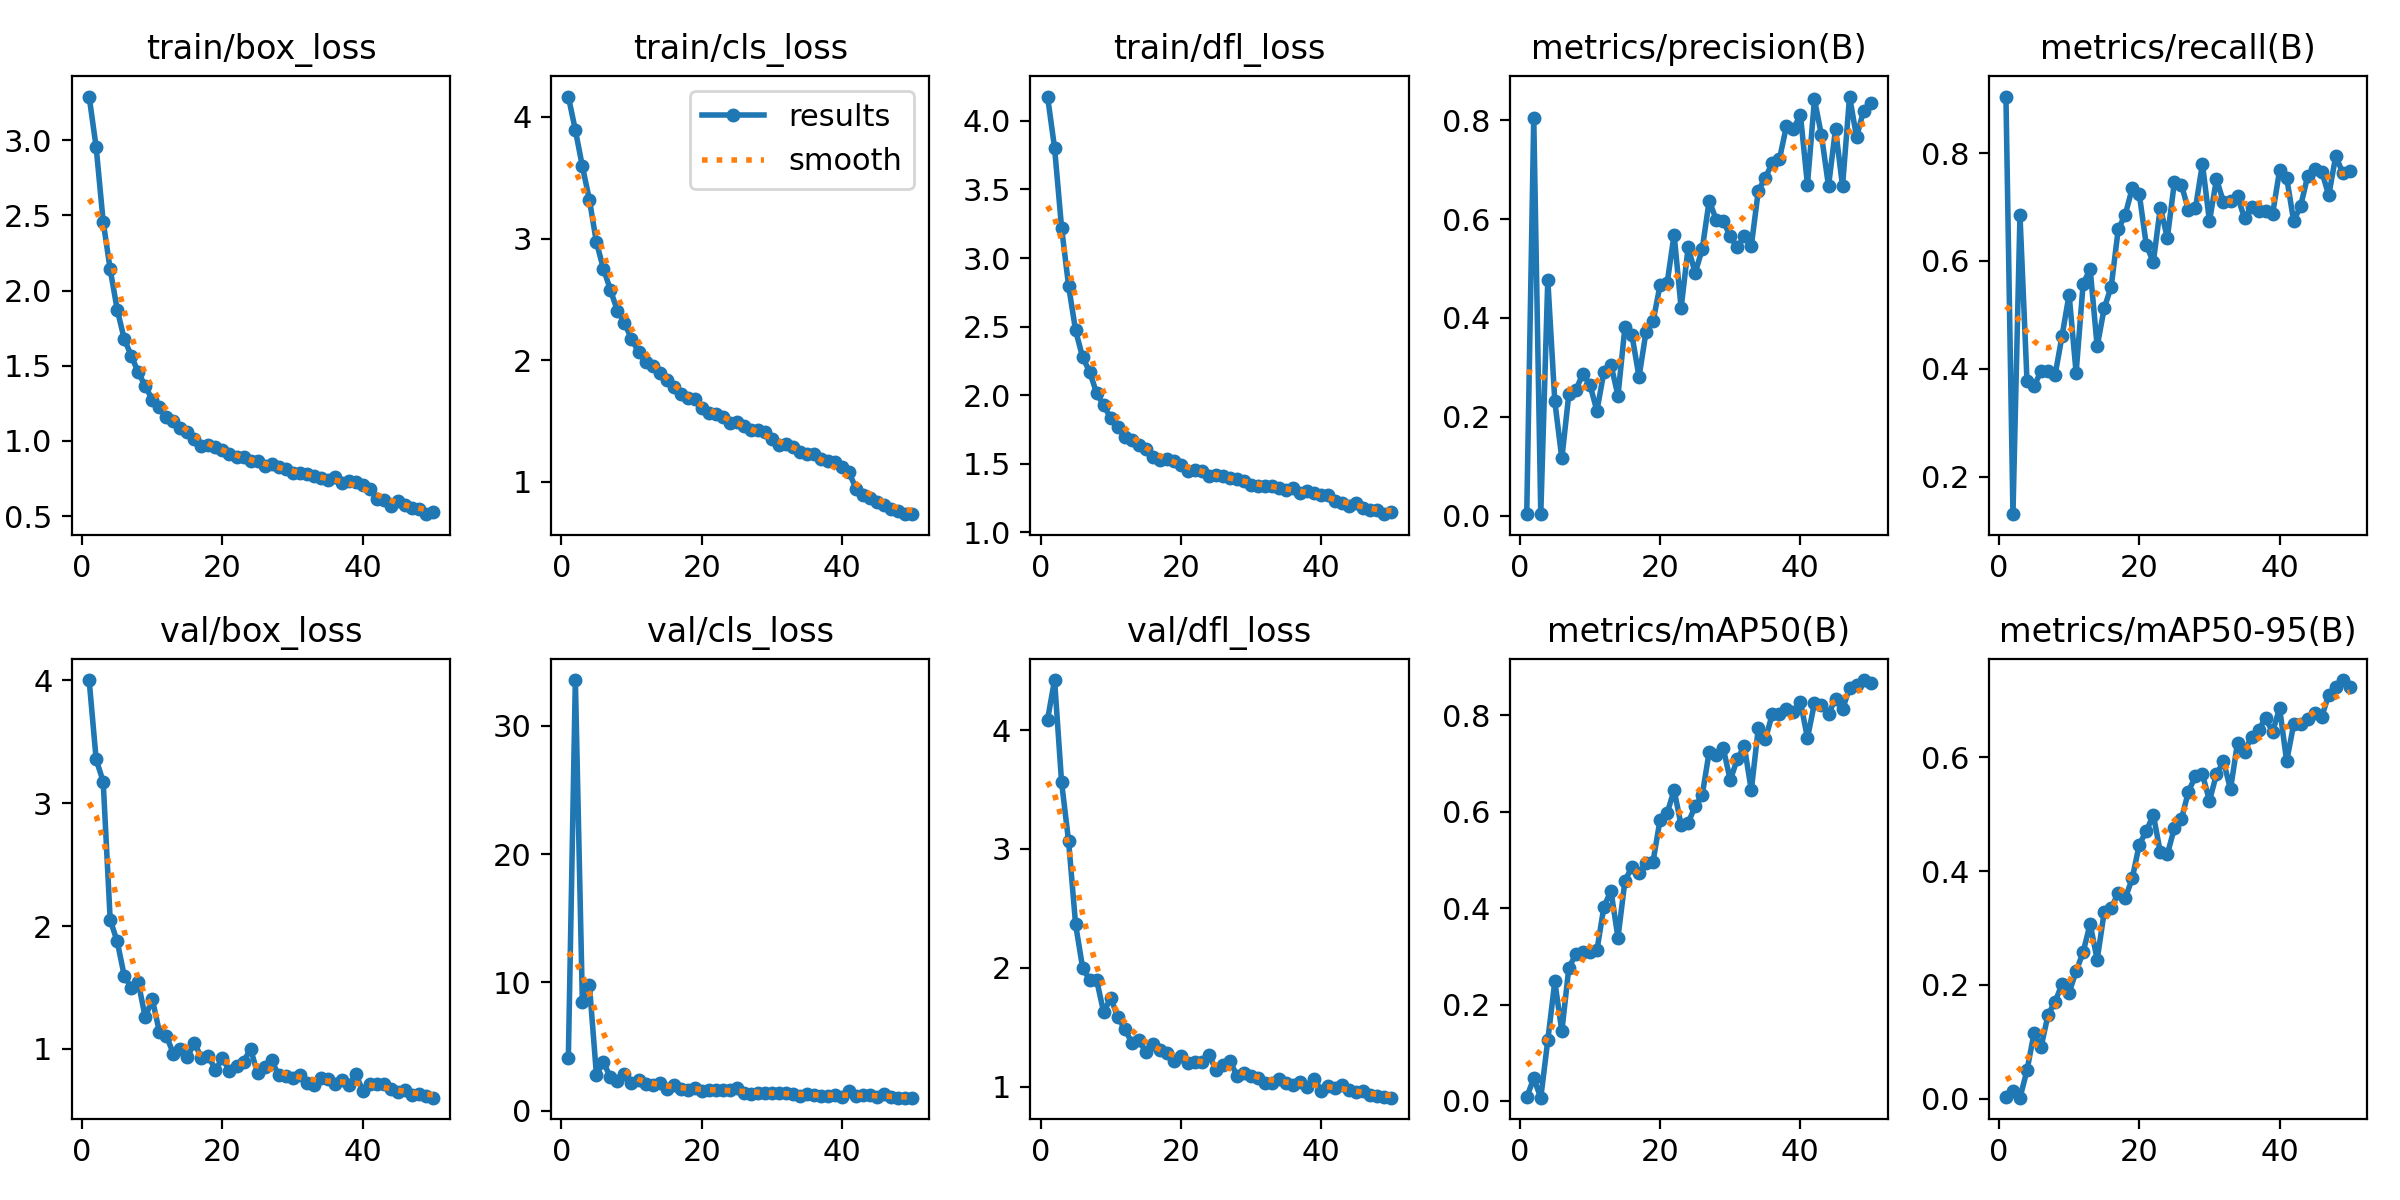 train/box_loss
3.0
2.5
2.0
1.5
1.0
0.5
0 20 40
train/cls_loss
results
smooth
4
3
2
1
0 20 40
train/dfl_loss
4.0
3.5
3.0
2.5
2.0
1.5
1.0
0 20 40
metrics/precision(B)
0.8
0.6
0.4
0.2
0.0
0 20 40
metrics/recall(B)
0.8
0.6
0.4
0.2
0 20 40
val/box_loss
4
3
2
1
0 20 40
val/cls_loss
30
20
10
0
0 20 40
val/dfl_loss
4
3
2
1
0 20 40
metrics/mAP50(B)
0.8
0.6
0.4
0.2
0.0
0 20 40
metrics/mAP50-95(B)
0.6
0.4
0.2
0.0
0 20 40